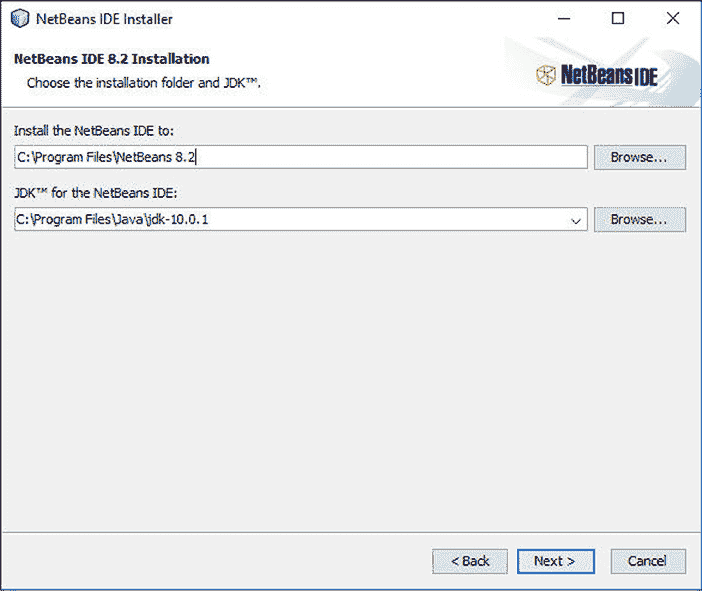 NetBeans IDE Installer
NetBeans IDE 8.2 Installation
Choose the installation folder and JDK™.
NetBeans IDE
Install the NetBeans IDE to:
C:\Program Files\NetBeans 8.2
Browse...
JDK™ for the NetBeans IDE:
C:\Program Files\Java\jdk-10.0.1
Browse...
< Back
Next >
Cancel